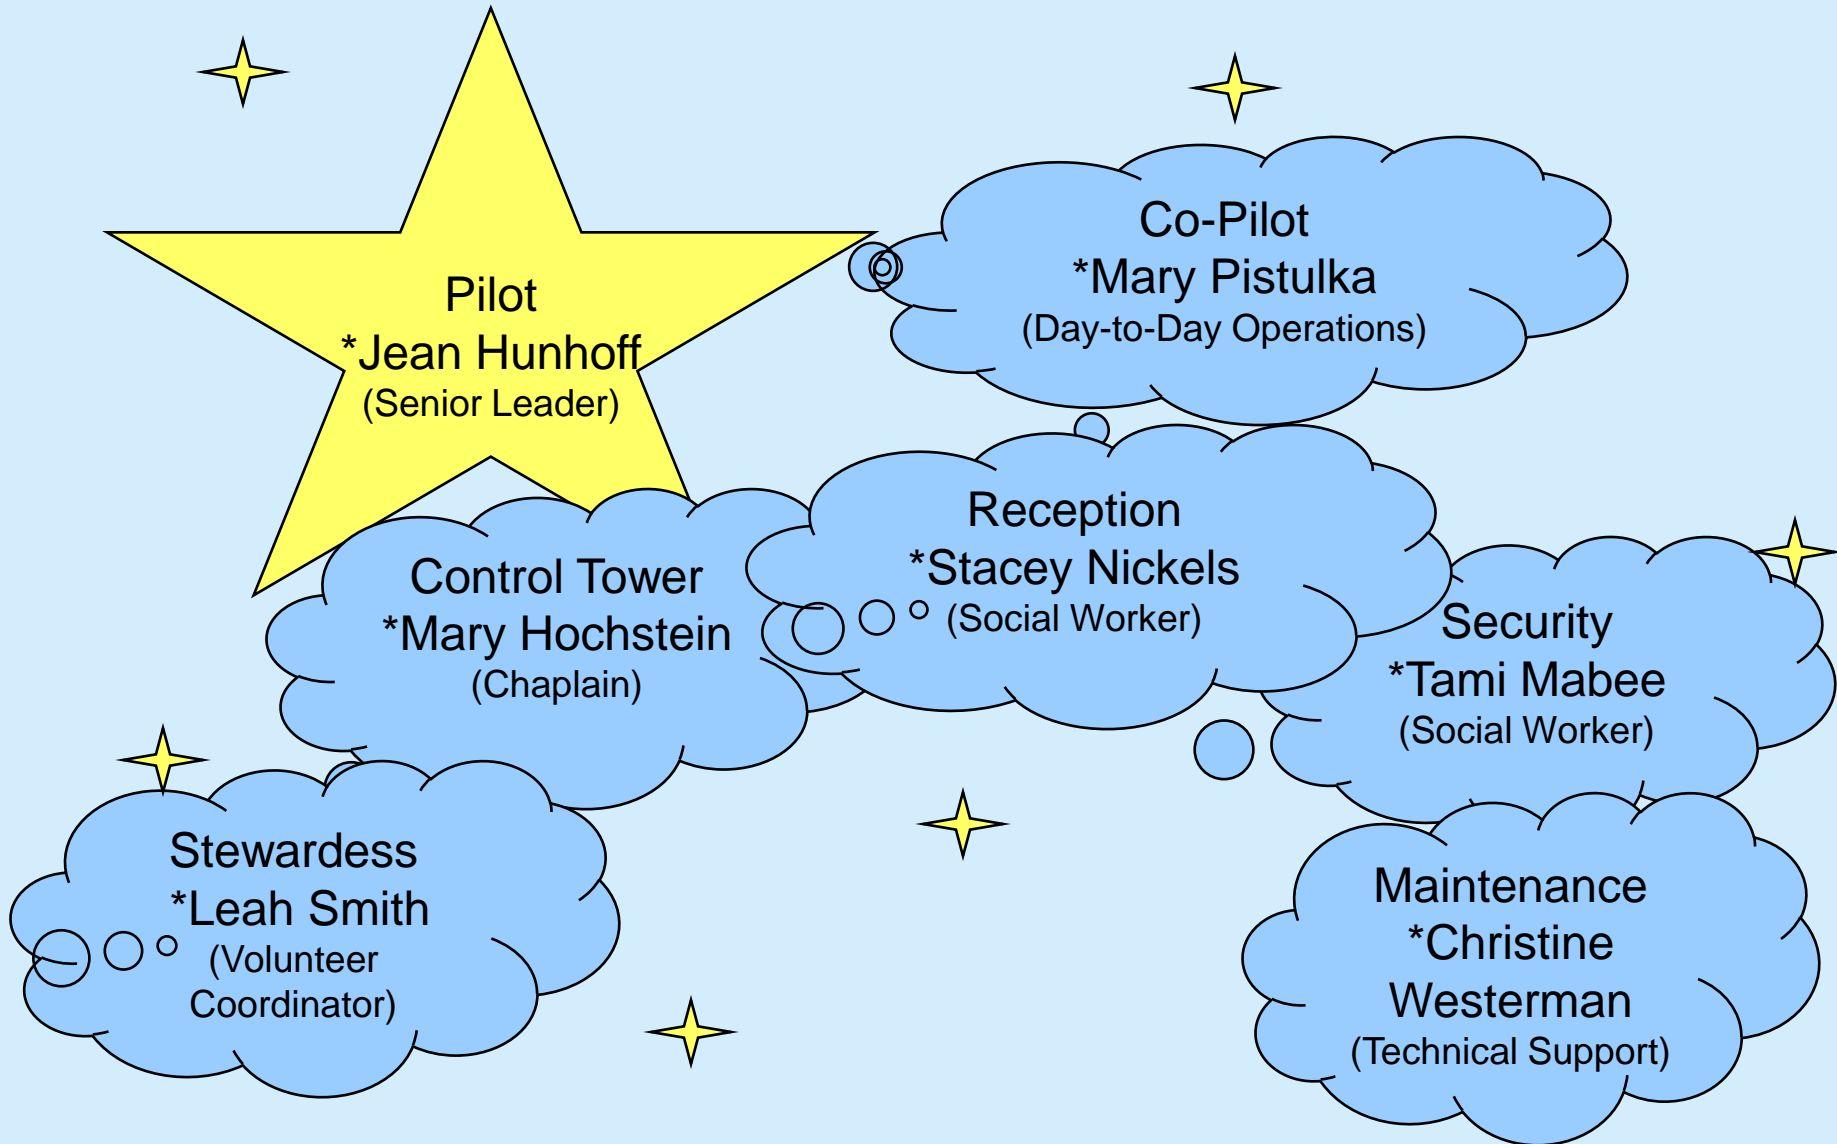 Pilot
*Jean Hunhoff
(Senior Leader)
Co-Pilot
*Mary Pistulka
(Day-to-Day Operations)
Control Tower
*Mary Hochstein
(Chaplain)
Reception
*Stacey Nickels
(Social Worker)
Security
*Tami Mabee
(Social Worker)
Stewardess
*Leah Smith
(Volunteer
Coordinator)
Maintenance
*Christine
Westerman
(Technical Support)